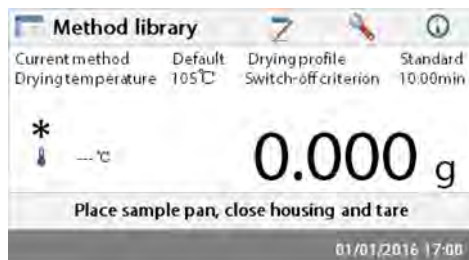 Method library
Current method Default Drying profile Standard
Drying temperature 105℃ Switch-off criterion 10:00min
*
---℃
0.000 g
Place sample pan, close housing and tare
01/01/2016 17:00